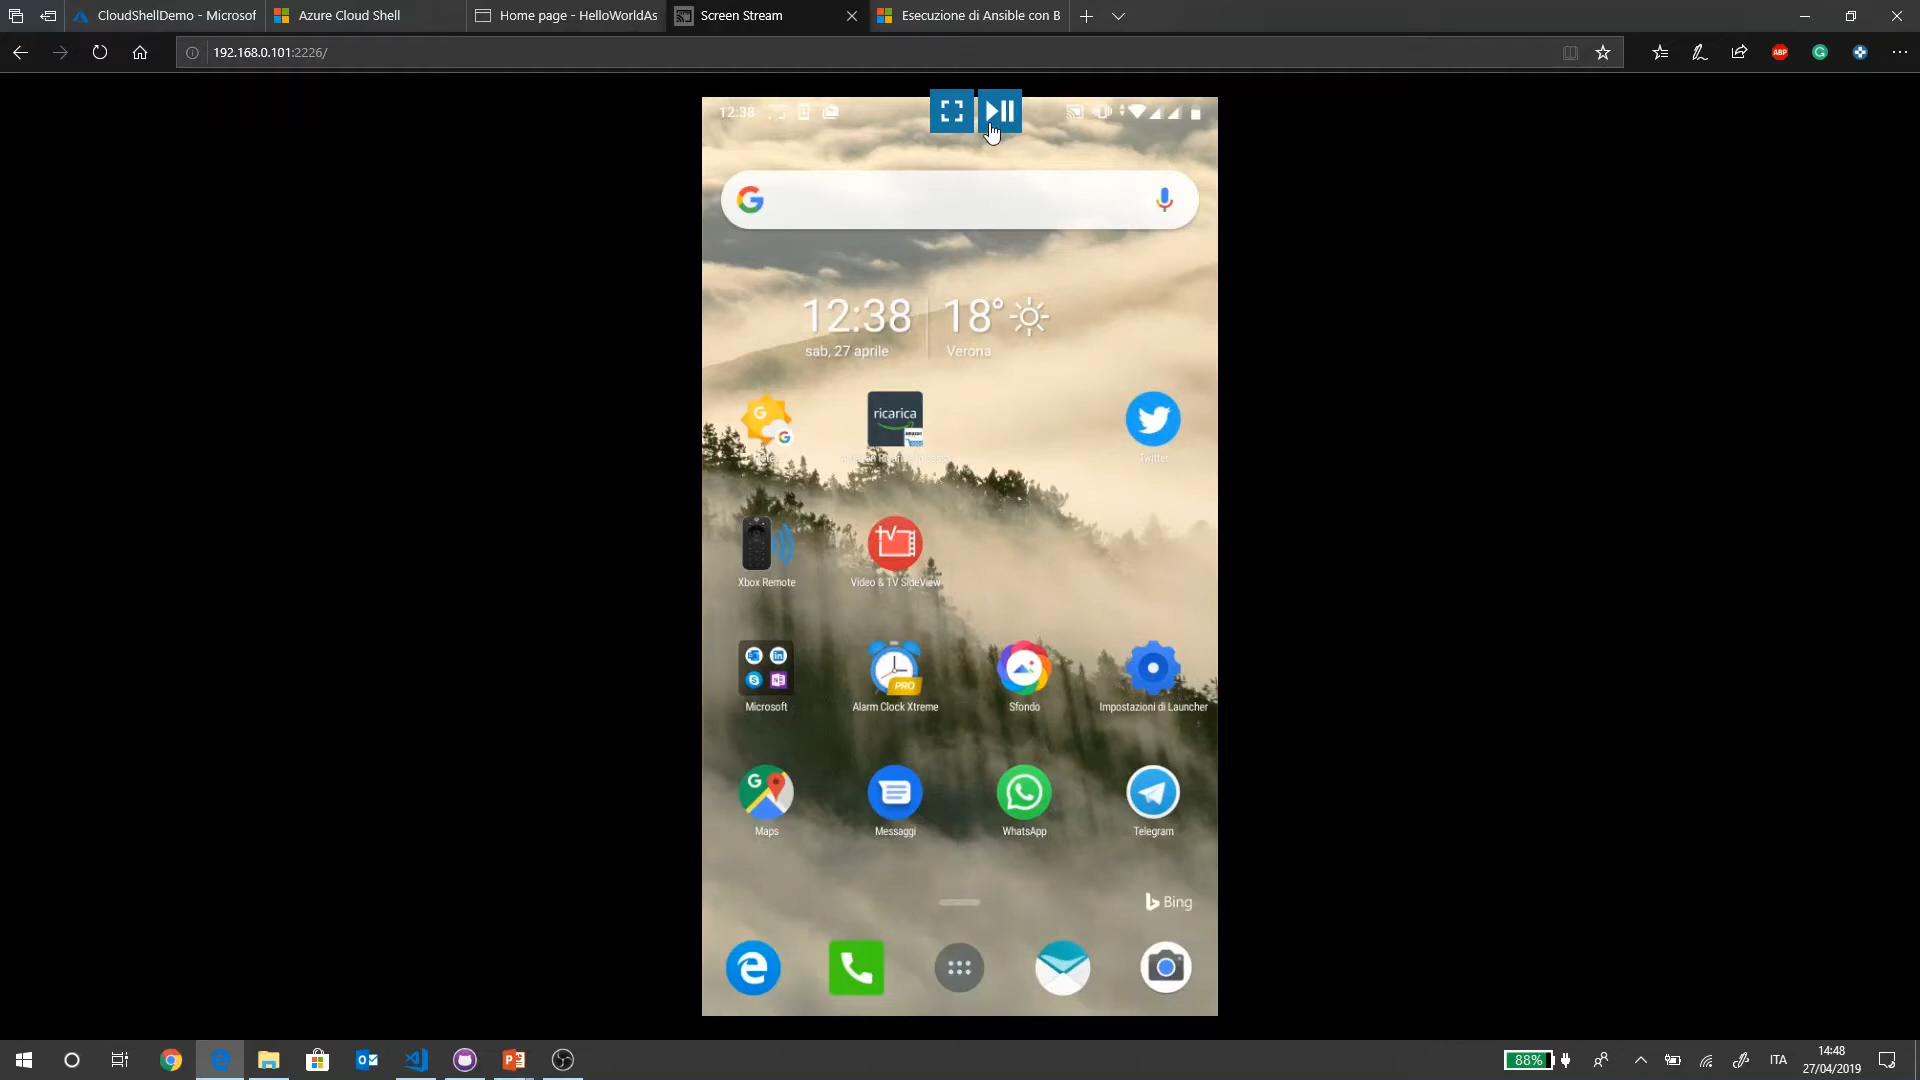 CloudShellDemo - Microsof
Azure Cloud Shell
Home page - HelloWorldAs
Screen Stream
Esecuzione di Ansible con B
192.168.0.101:2226/
ABP
12:38
12:38
18°
sab, 27 aprile
Verona
ricarica
Twitter
Xbox Remote
Video & TV SideView
PRO
Microsoft
Alarm Clock Xtreme
Sfondo
Impostazioni di Launcher
Maps
Messaggi
WhatsApp
Telegram
Bing
88%
ITA
14:48
27/04/2019